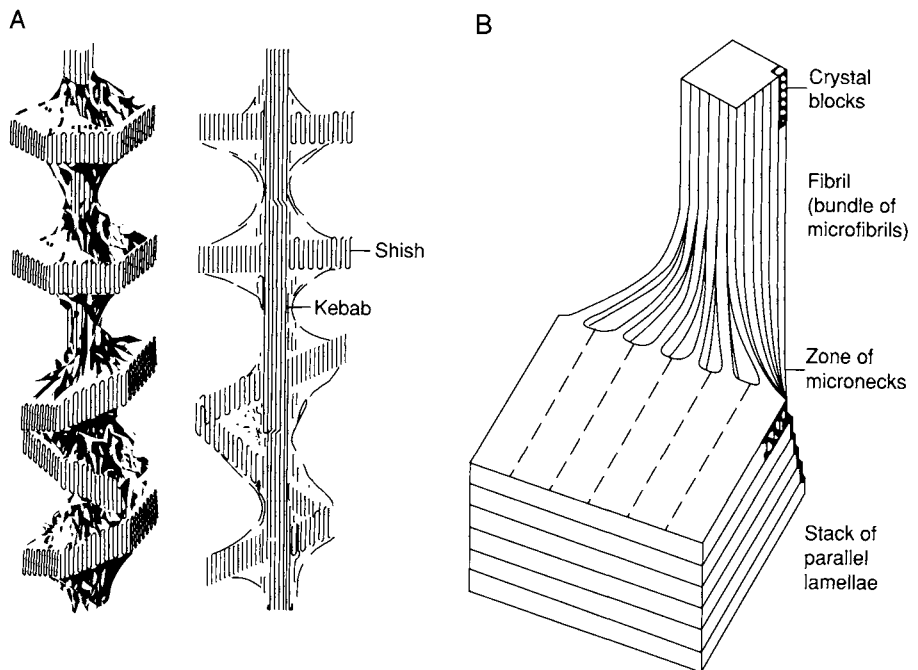 A
Shish
Kebab
B
Crystal
blocks
Fibril
(bundle of
microfibrils)
Zone of
micronecks
Stack of
parallel
lamellae